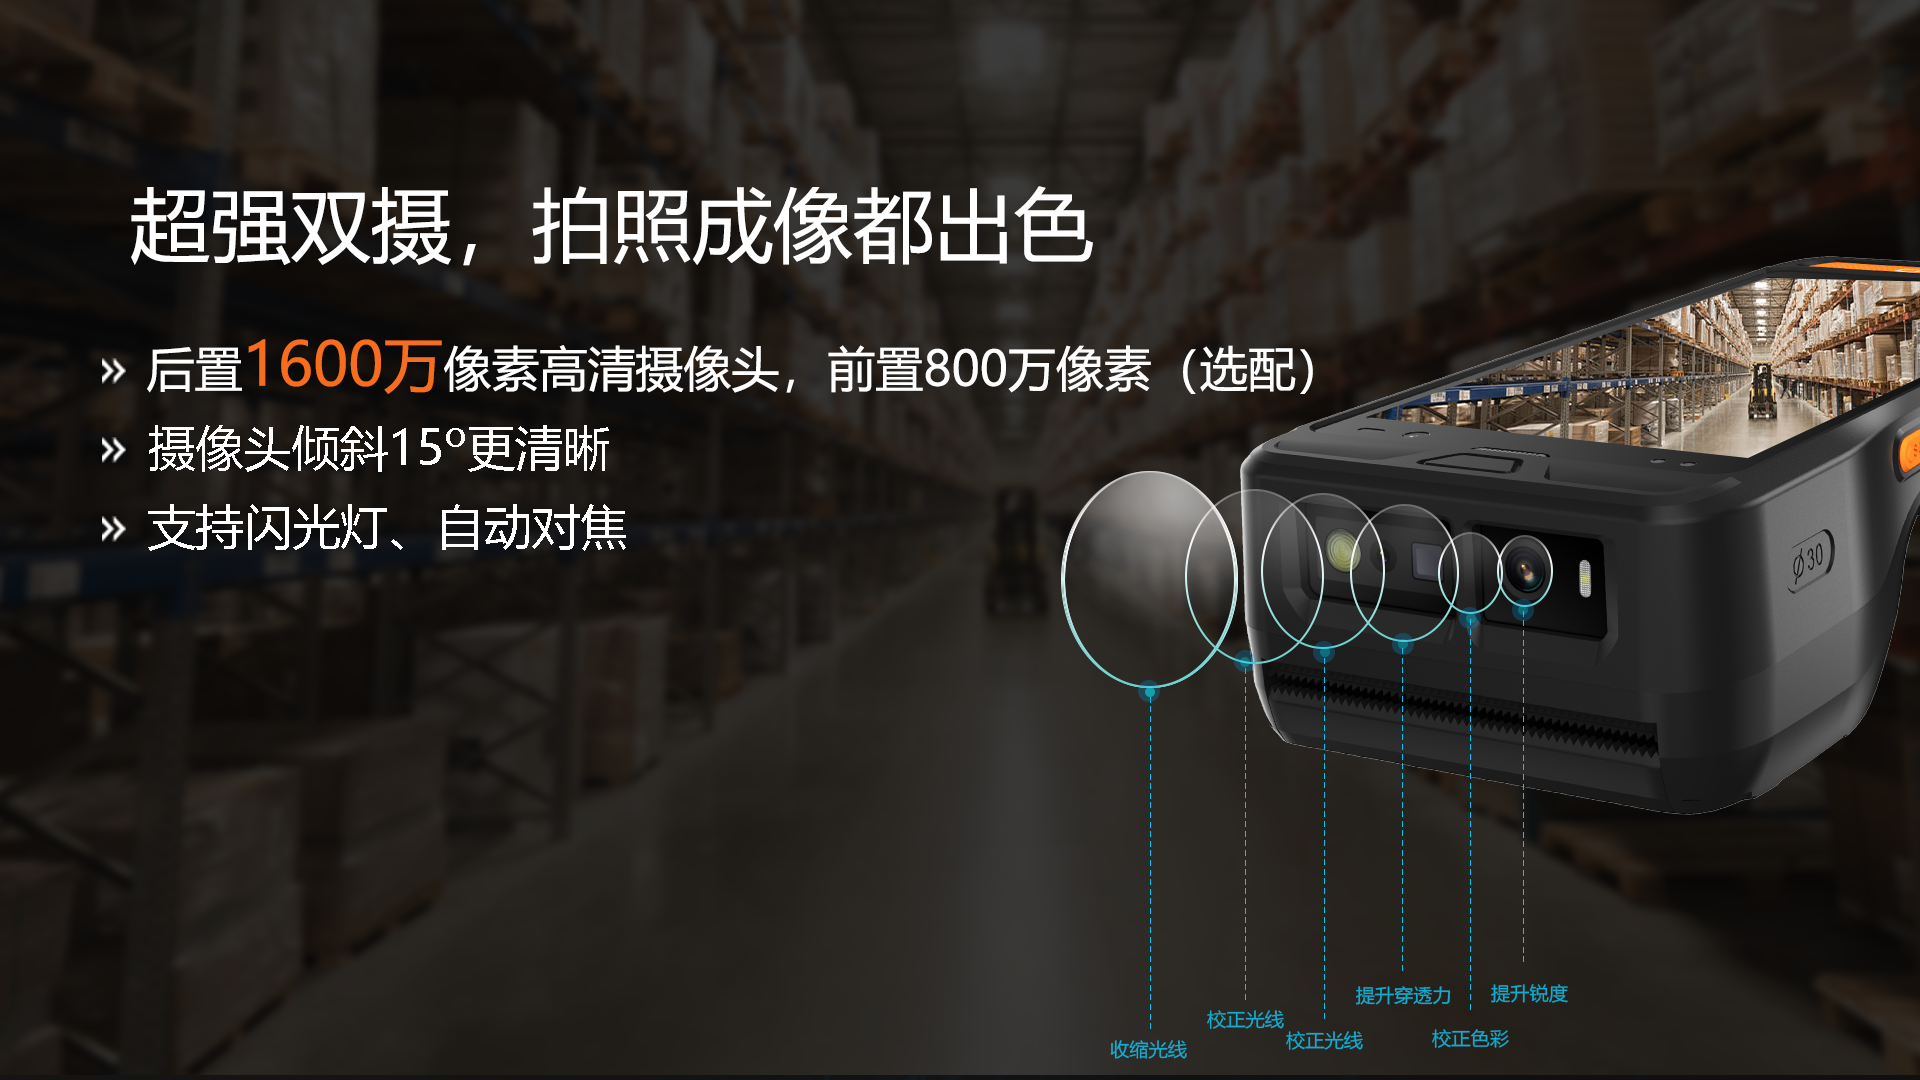 超强双摄，拍照成像都出色
» 后置1600万像素高清摄像头，前置800万像素（选配）
» 摄像头倾斜15°更清晰
» 支持闪光灯、自动对焦
∅30
提升穿透力
提升锐度
校正光线
校正光线
校正色彩
收缩光线